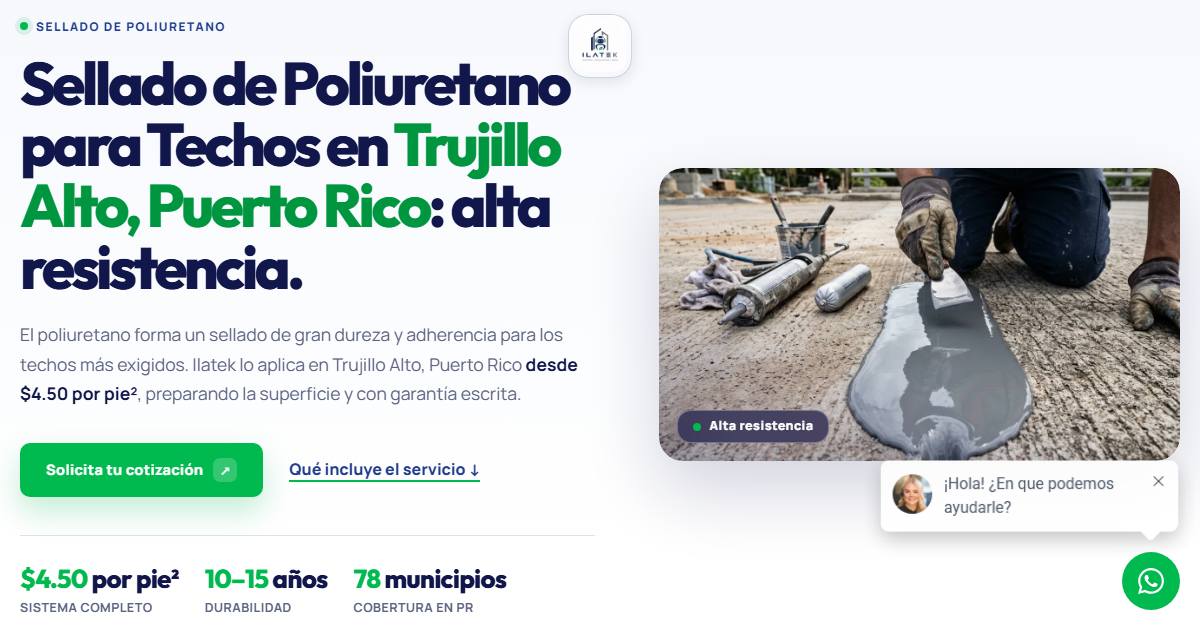 SELLADO DE POLIURETANO
ILATEK
Sellado de Poliuretano
para Techos en Trujillo
Alto, Puerto Rico: alta
resistencia.
El poliuretano forma un sellado de gran dureza y adherencia para los
techos más exigidos. Ilatek lo aplica en Trujillo Alto, Puerto Rico desde
$4.50 por pie², preparando la superficie y con garantía escrita.
Solicita tu cotización ↗
Qué incluye el servicio ↓
$4.50 por pie²
SISTEMA COMPLETO
10–15 años
DURABILIDAD
78 municipios
COBERTURA EN PR
Alta resistencia
¡Hola! ¿En que podemos
ayudarle?